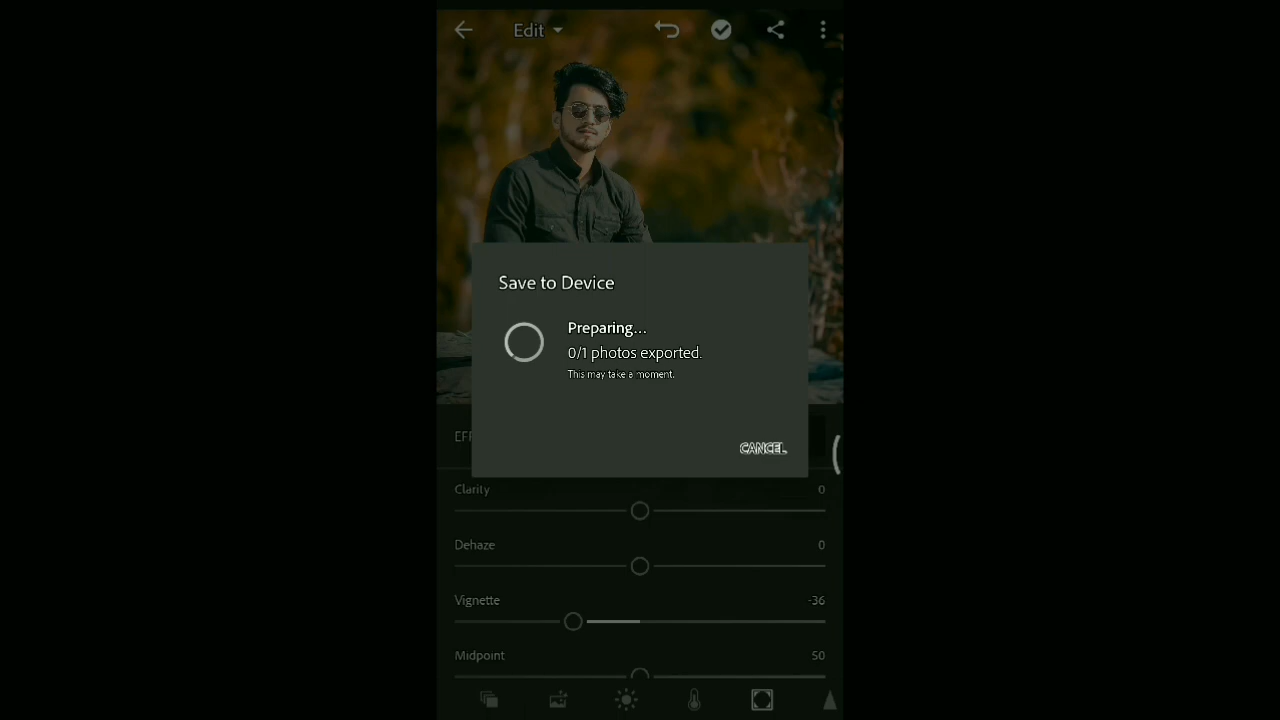 Edit
Save to Device
Preparing...
0/1 photos exported.
This may take a moment.
CANCEL
Clarity 0
Dehaze 0
Vignette -36
Midpoint 50